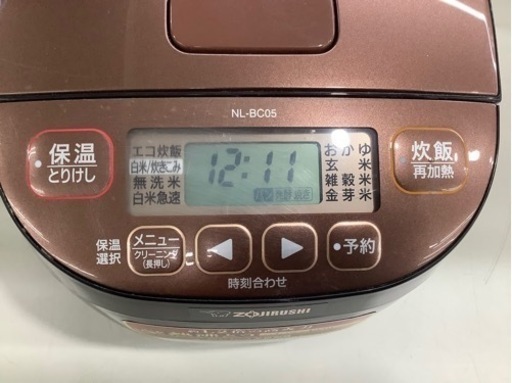 NL-BC05
保温
とりけし
エコ炊飯
白米/炊きこみ
無洗米
白米急速
12:11
おかゆ
玄米
雑穀米
金芽米
炊飯
再加熱
保温
選択
メニュー
クリーニング
(長押し)
予約
時刻合わせ
ZOJIRUSHI